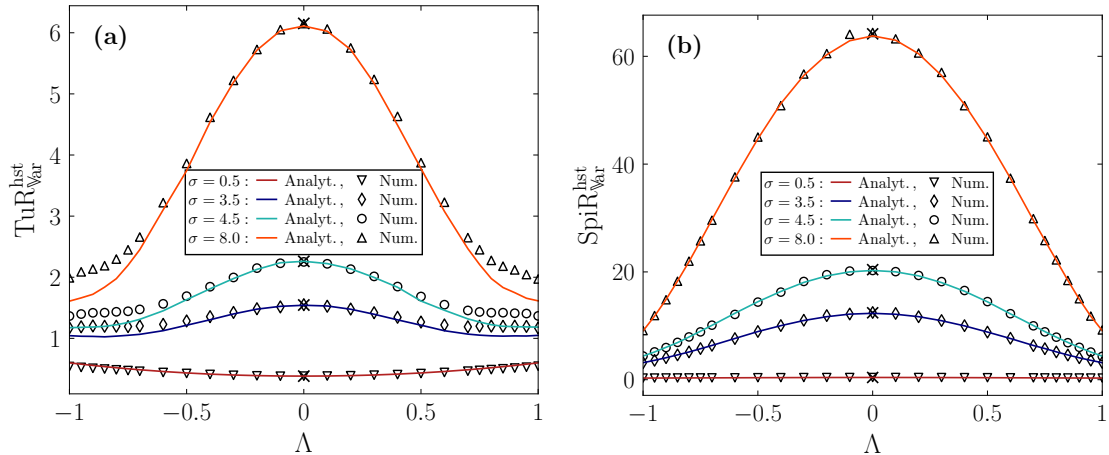 (a)
TuR^hst_Var
6
5
4
3
2
1
−1 −0.5 0 0.5 1
Λ
σ = 0.5 : Analyt., Num.
σ = 3.5 : Analyt., Num.
σ = 4.5 : Analyt., Num.
σ = 8.0 : Analyt., Num.
(b)
SpiR^hst_Var
60
40
20
0
−1 −0.5 0 0.5 1
Λ
σ = 0.5 : Analyt., Num.
σ = 3.5 : Analyt., Num.
σ = 4.5 : Analyt., Num.
σ = 8.0 : Analyt., Num.